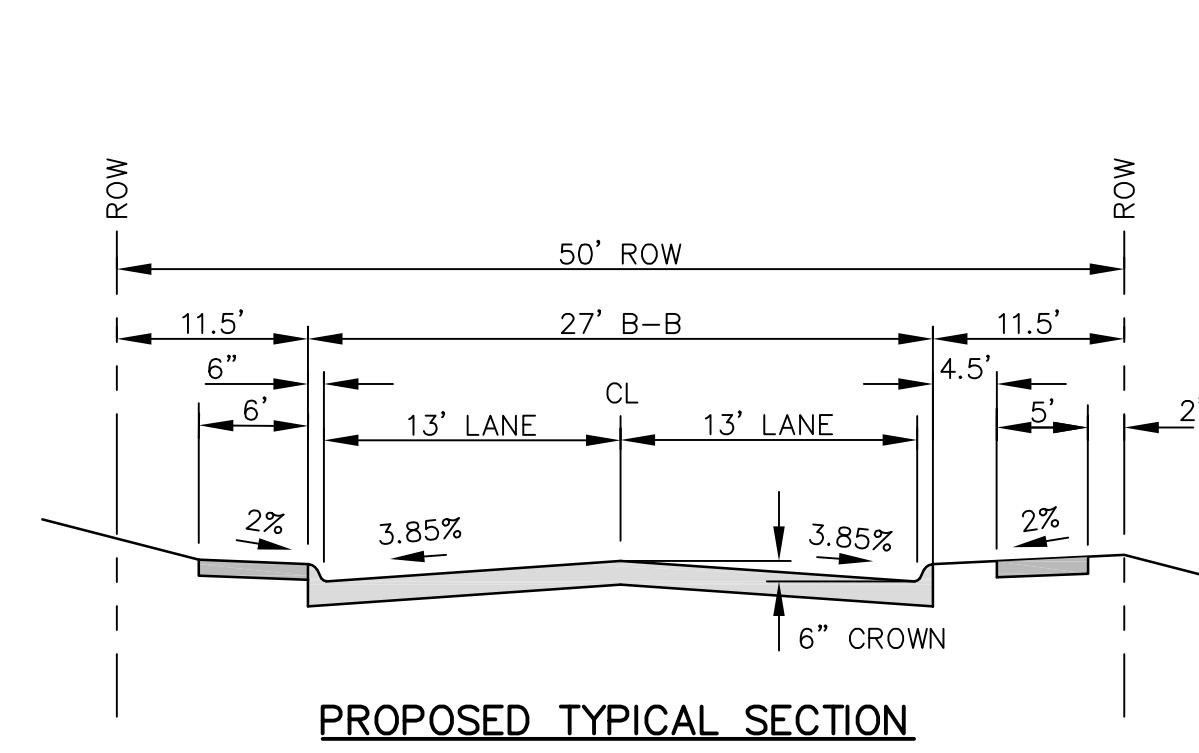 ROW
ROW
50’ ROW
11.5’
27’ B–B
11.5’
6”
4.5’
CL
6’
13’ LANE
13’ LANE
5’
2’
2%
3.85%
3.85%
2%
6” CROWN
PROPOSED TYPICAL SECTION